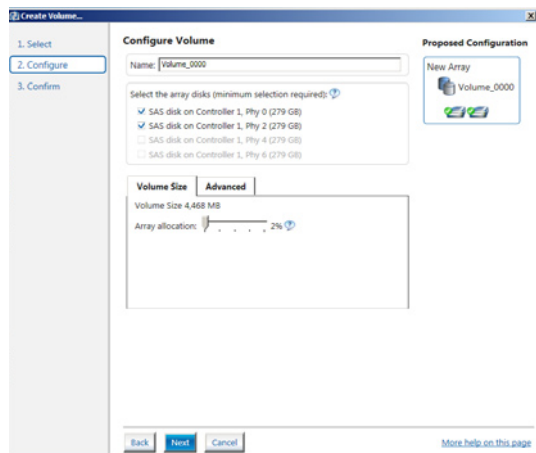 Create Volume...
1. Select
2. Configure
3. Confirm
Configure Volume
Name: Volume_0000
Select the array disks (minimum selection required):
SAS disk on Controller 1, Phy 0 (279 GB)
SAS disk on Controller 1, Phy 2 (279 GB)
SAS disk on Controller 1, Phy 4 (279 GB)
SAS disk on Controller 1, Phy 6 (279 GB)
Volume Size Advanced
Volume Size 4,468 MB
Array allocation: 2%
Proposed Configuration
New Array
Volume_0000
Back Next Cancel
More help on this page